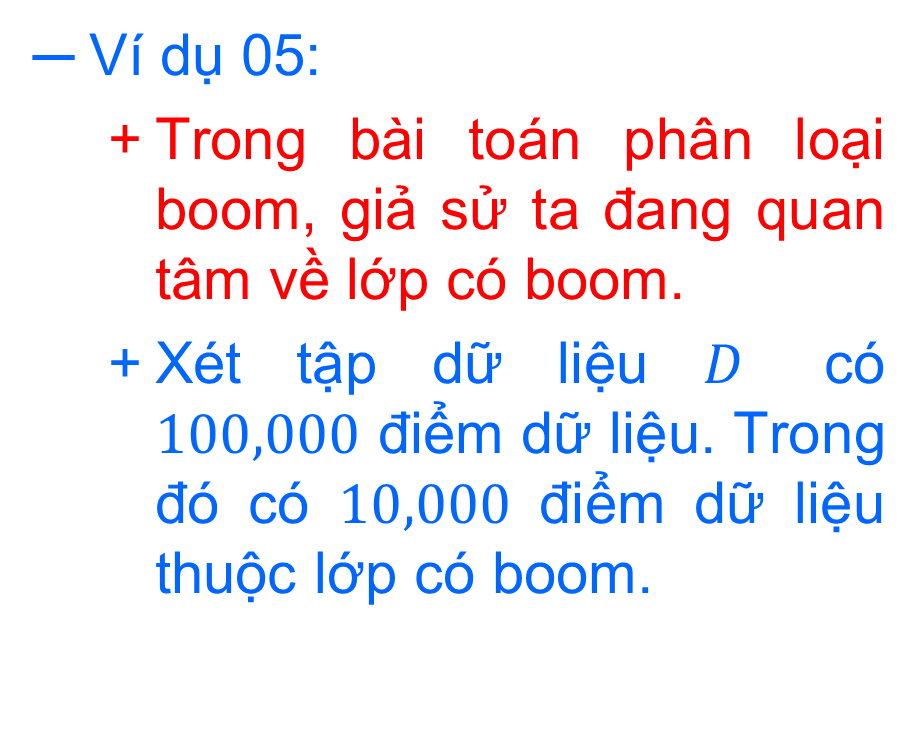 — Ví dụ 05:
+ Trong bài toán phân loại
boom, giả sử ta đang quan
tâm về lớp có boom.
+ Xét tập dữ liệu D có
100,000 điểm dữ liệu. Trong
đó có 10,000 điểm dữ liệu
thuộc lớp có boom.